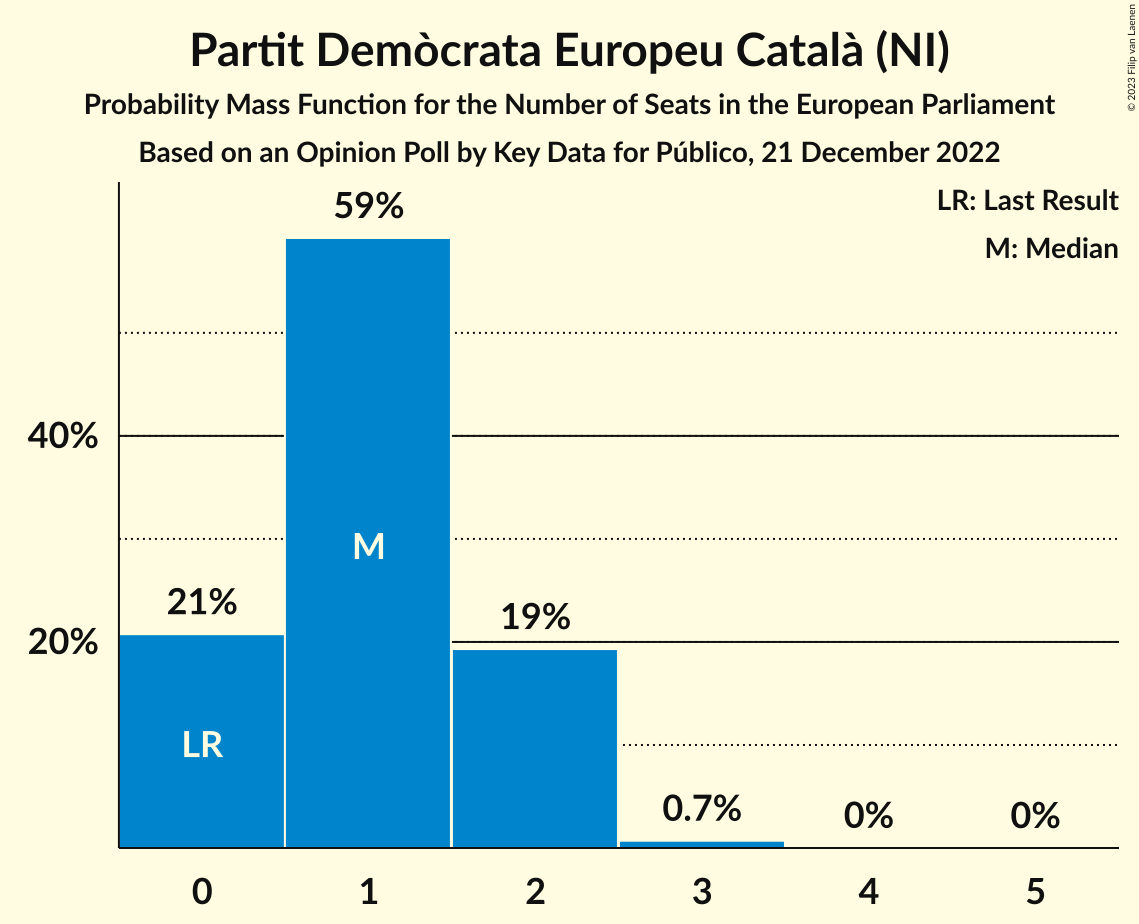 Partit Demòcrata Europeu Català (NI)
Probability Mass Function for the Number of Seats in the European Parliament
Based on an Opinion Poll by Key Data for Público, 21 December 2022
© 2023 Filip van Laenen
LR: Last Result
M: Median
59%
40%
M
21%
19%
20%
LR
0.7%
0%
0%
0
1
2
3
4
5